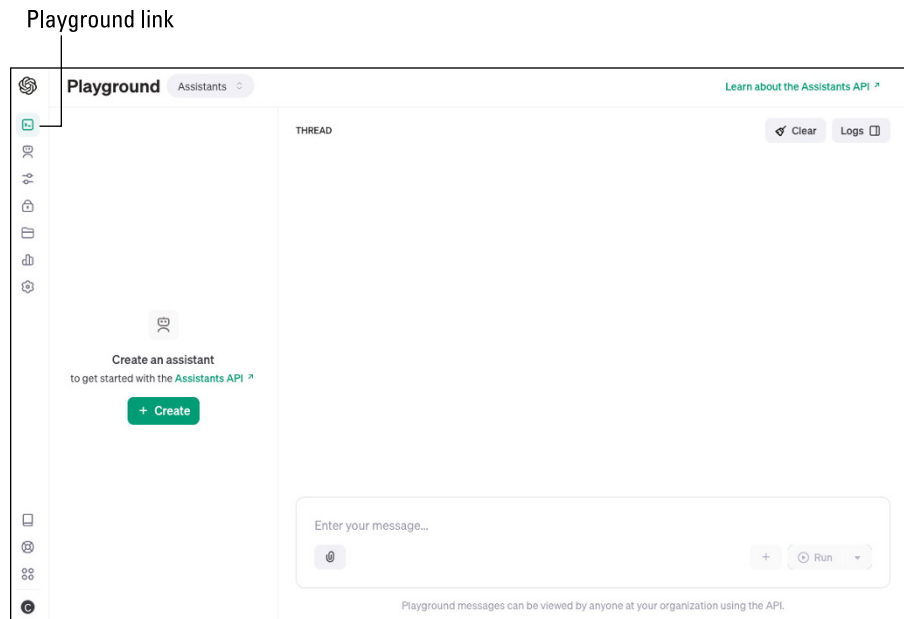 Playground link
Playground Assistants
Learn about the Assistants API ↗
THREAD
Clear
Logs
Create an assistant
to get started with the Assistants API ↗
+ Create
Enter your message...
+ Run
C
Playground messages can be viewed by anyone at your organization using the API.